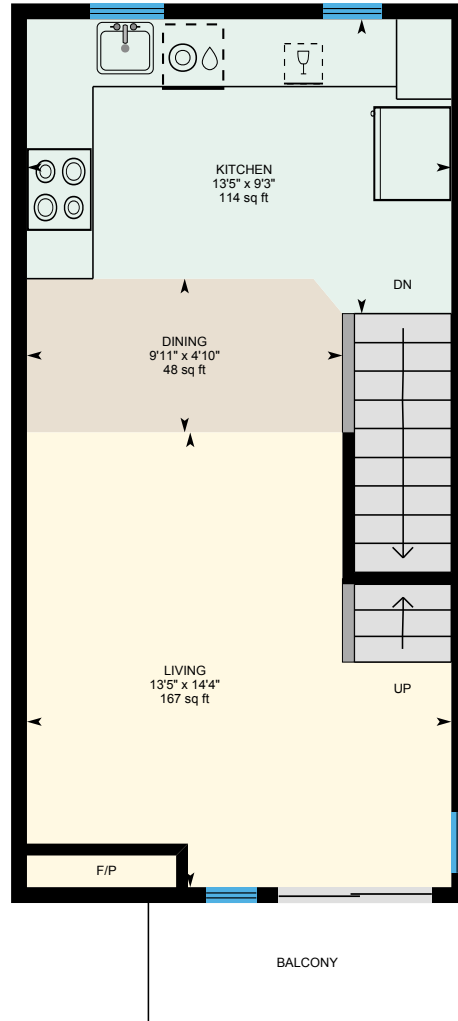 KITCHEN
13'5" x 9'3"
114 sq ft
DN
DINING
9'11" x 4'10"
48 sq ft
LIVING
13'5" x 14'4"
167 sq ft
UP
F/P
BALCONY